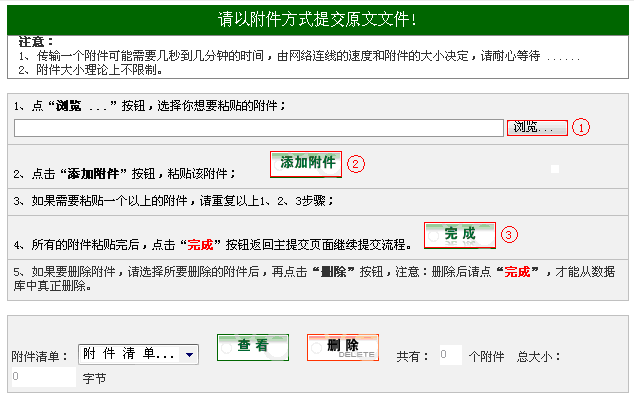 请以附件方式提交原文文件！
注意：
1、传输一个附件可能需要几秒到几分钟的时间，由网络连线的速度和附件的大小决定，请耐心等待 ......
2、附件大小理论上不限制。
1、点“浏览 ...”按钮，选择你想要粘贴的附件；
浏览... ①
2、点击“添加附件”按钮，粘贴该附件； 添加附件 ②
3、如果需要粘贴一个以上的附件，请重复以上1、2、3步骤；
4、所有的附件粘贴完后，点击“完成”按钮返回主提交页面继续提交流程。 完成 ③
5、如果要删除附件，请选择所要删除的附件后，再点击“删除”按钮，注意：删除后请点“完成”，才能从数据
库中真正删除。
附件清单： 附 件 清 单... 查看 删除 DELETE 共有： 0 个附件 总大小：
0 字节